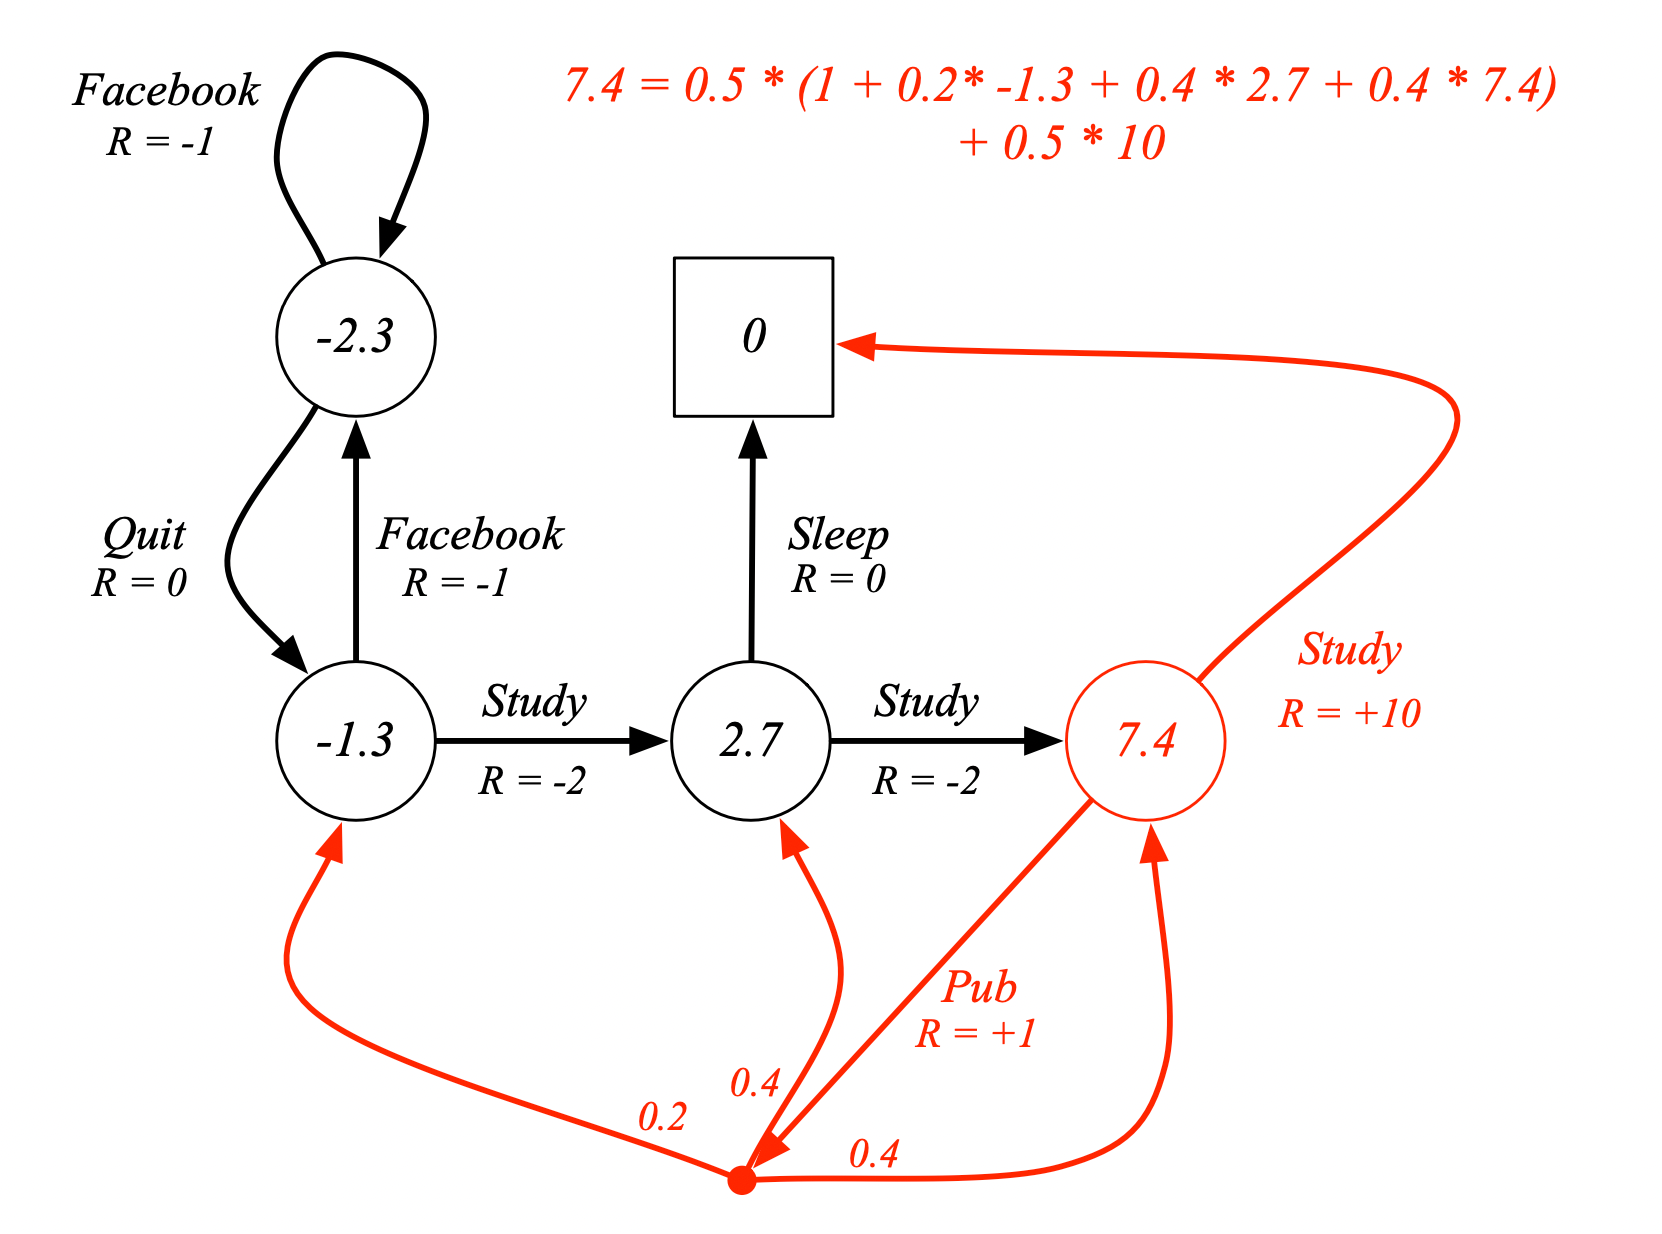 Facebook
R = -1
7.4 = 0.5 * (1 + 0.2* -1.3 + 0.4 * 2.7 + 0.4 * 7.4)
+ 0.5 * 10
-2.3
0
Quit
R = 0
Facebook
R = -1
Sleep
R = 0
Study
R = +10
-1.3
Study
R = -2
2.7
Study
R = -2
7.4
Pub
R = +1
0.2
0.4
0.4